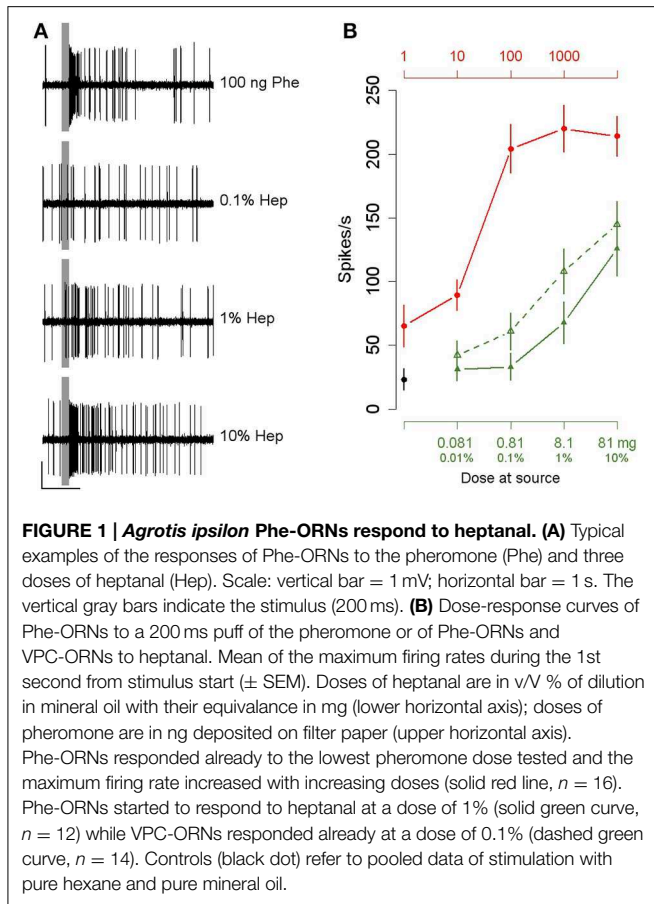 A
100 ng Phe
0.1% Hep
1% Hep
10% Hep
B
1 10 100 1000
250
200
150
100
50
0
Spikes/s
0.081 0.81 8.1 81 mg
0.01% 0.1% 1% 10%
Dose at source
FIGURE 1 | Agrotis ipsilon Phe-ORNs respond to heptanal. (A) Typical
examples of the responses of Phe-ORNs to the pheromone (Phe) and three
doses of heptanal (Hep). Scale: vertical bar = 1 mV; horizontal bar = 1 s. The
vertical gray bars indicate the stimulus (200 ms). (B) Dose-response curves of
Phe-ORNs to a 200 ms puff of the pheromone or of Phe-ORNs and
VPC-ORNs to heptanal. Mean of the maximum firing rates during the 1st
second from stimulus start (± SEM). Doses of heptanal are in v/V % of dilution
in mineral oil with their equivalance in mg (lower horizontal axis); doses of
pheromone are in ng deposited on filter paper (upper horizontal axis).
Phe-ORNs responded already to the lowest pheromone dose tested and the
maximum firing rate increased with increasing doses (solid red line, n = 16).
Phe-ORNs started to respond to heptanal at a dose of 1% (solid green curve,
n = 12) while VPC-ORNs responded already at a dose of 0.1% (dashed green
curve, n = 14). Controls (black dot) refer to pooled data of stimulation with
pure hexane and pure mineral oil.